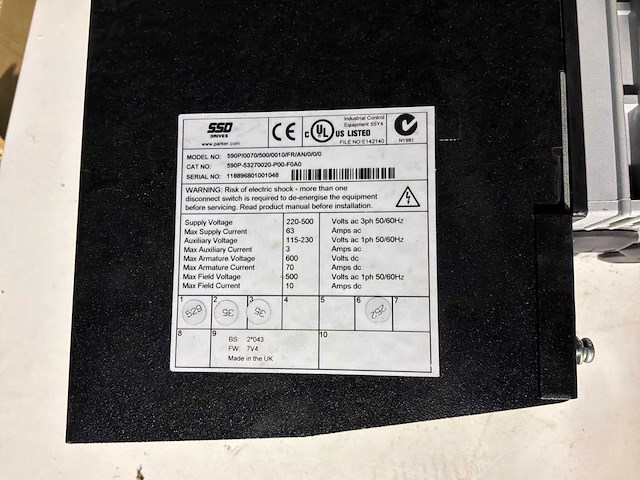 SSD
DRIVES
www.parker.com
CE
c UL US LISTED
Industrial Control
Equipment 55Y4
FILE NO E142140
N1981
MODEL NO: 590P/0070/500/0010/FR/AN/0/0/0
CAT NO: 590P-53270020-P00-F0A0
SERIAL NO: 118896801001048
WARNING: Risk of electric shock - more than one
disconnect switch is required to de-energise the equipment
before servicing. Read product manual before installation.
Supply Voltage 220-500 Volts ac 3ph 50/60Hz
Max Supply Current 63 Amps ac
Auxiliary Voltage 115-230 Volts ac 1ph 50/60Hz
Max Auxiliary Current 3 Amps ac
Max Armature Voltage 600 Volts dc
Max Armature Current 70 Amps dc
Max Field Voltage 500 Volts ac 1ph 50/60Hz
Max Field Current 10 Amps dc
1 2 3 4 5 6 7
35 35 252
8 9 10
BS: 2*043
FW: 7V4
Made in the UK